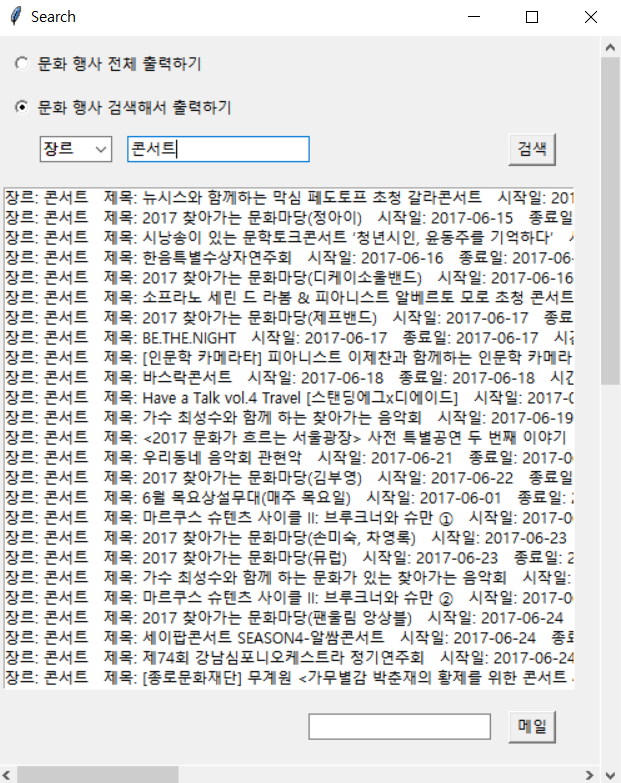 Search
문화 행사 전체 출력하기
문화 행사 검색해서 출력하기
장르 콘서트 검색
장르: 콘서트 제목: 뉴시스와 함께하는 막심 페도토프 초청 갈라콘서트 시작일: 201
장르: 콘서트 제목: 2017 찾아가는 문화마당(정아이) 시작일: 2017-06-15 종료일
장르: 콘서트 제목: 시낭송이 있는 문학토크콘서트 '청년시인, 윤동주를 기억하다'
장르: 콘서트 제목: 한음특별수상자연주회 시작일: 2017-06-16 종료일: 2017-06-
장르: 콘서트 제목: 2017 찾아가는 문화마당(디케이소울밴드) 시작일: 2017-06-16
장르: 콘서트 제목: 소프라노 세린 드 라봄 & 피아니스트 알베르토 모로 초청 콘서트
장르: 콘서트 제목: 2017 찾아가는 문화마당(제프밴드) 시작일: 2017-06-17 종료
장르: 콘서트 제목: BE.THE.NIGHT 시작일: 2017-06-17 종료일: 2017-06-17 시간
장르: 콘서트 제목: [인문학 카메라타] 피아니스트 이제찬과 함께하는 인문학 카메라
장르: 콘서트 제목: 바스락콘서트 시작일: 2017-06-18 종료일: 2017-06-18 시간
장르: 콘서트 제목: Have a Talk vol.4 Travel [스탠딩에그x디에이드] 시작일: 2017-0
장르: 콘서트 제목: 가수 최성수와 함께 하는 찾아가는 음악회 시작일: 2017-06-19
장르: 콘서트 제목: <2017 문화가 흐르는 서울광장> 사전 특별공연 두 번째 이야기
장르: 콘서트 제목: 우리동네 음악회 관현악 시작일: 2017-06-21 종료일: 2017-06
장르: 콘서트 제목: 2017 찾아가는 문화마당(김부영) 시작일: 2017-06-22 종료일
장르: 콘서트 제목: 6월 목요상설무대(매주 목요일) 시작일: 2017-06-01 종료일:
장르: 콘서트 제목: 마르쿠스 슈텐츠 사이클 II: 브루크너와 슈만 ① 시작일: 2017-0
장르: 콘서트 제목: 2017 찾아가는 문화마당(손미숙, 차영록) 시작일: 2017-06-23
장르: 콘서트 제목: 2017 찾아가는 문화마당(뮤럽) 시작일: 2017-06-23 종료일: 2
장르: 콘서트 제목: 가수 최성수와 함께 하는 문화가 있는 찾아가는 음악회 시작일:
장르: 콘서트 제목: 마르쿠스 슈텐츠 사이클 II: 브루크너와 슈만 ② 시작일: 2017-0
장르: 콘서트 제목: 2017 찾아가는 문화마당(팬울림 앙상블) 시작일: 2017-06-24
장르: 콘서트 제목: 세이팝콘서트 SEASON4-알쌈콘서트 시작일: 2017-06-24 종료
장르: 콘서트 제목: 제74회 강남심포니오케스트라 정기연주회 시작일: 2017-06-24
장르: 콘서트 제목: [종로문화재단] 무계원 <가무별감 박춘재의 황제를 위한 콘서트
메일